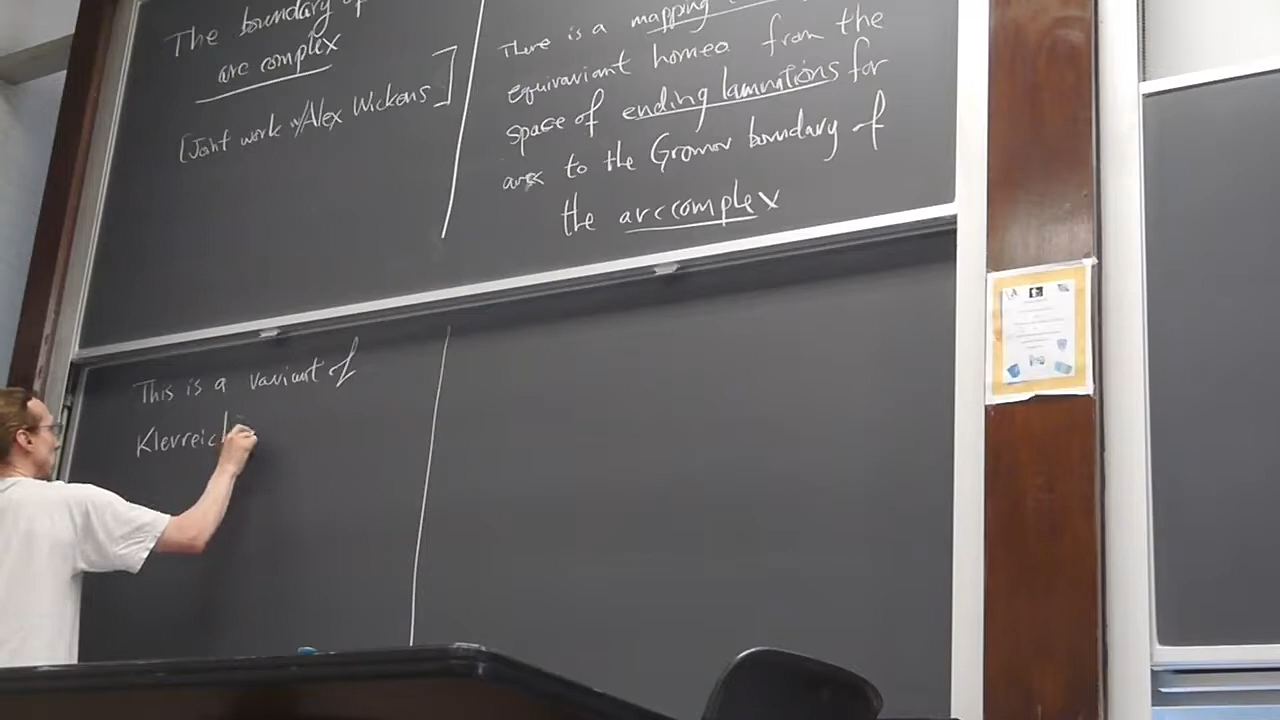 The boundary of
arc complex
[Joint work w/Alex Wickens]
There is a mapping
equivariant homeo from the
space of ending laminations for
arcs to the Gromov boundary of
the arc complex
This is a variant of
Klerreich